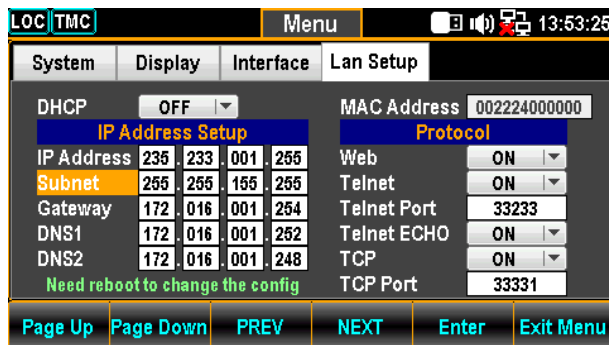 LOC TMC Menu 13:53:25
System Display Interface Lan Setup
DHCP OFF MAC Address 002224000000
IP Address Setup Protocol
IP Address 235 . 233 . 001 . 255 Web ON
Subnet 255 . 255 . 155 . 255 Telnet ON
Gateway 172 . 016 . 001 . 254 Telnet Port 33233
DNS1 172 . 016 . 001 . 252 Telnet ECHO ON
DNS2 172 . 016 . 001 . 248 TCP ON
Need reboot to change the config TCP Port 33331
Page Up Page Down PREV NEXT Enter Exit Menu